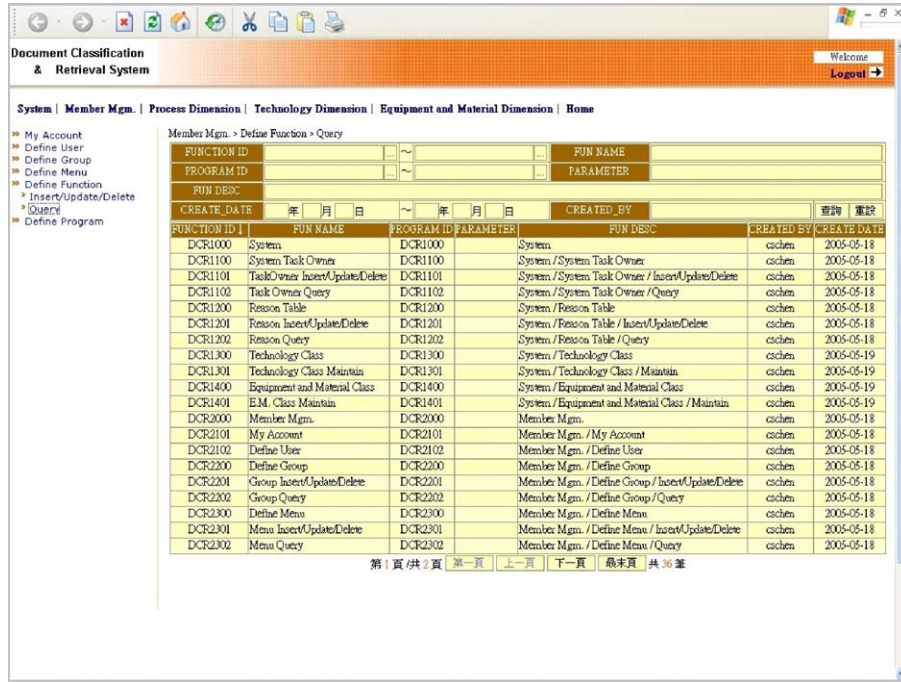 Document Classification
& Retrieval System
Welcome
Logout
System | Member Mgm. | Process Dimension | Technology Dimension | Equipment and Material Dimension | Home
My Account
Define User
Define Group
Define Menu
Define Function
Insert/Update/Delete
Query
Define Program
Member Mgm. > Define Function > Query
FUNCTION ID ... ~ ... FUN NAME
PROGRAM ID ... ~ ... PARAMETER
FUN DESC
CREATE_DATE 年 月 日 ~ 年 月 日 CREATED_BY 查詢 重設
FUNCTION ID ↓ FUN NAME PROGRAM ID PARAMETER FUN DESC CREATED BY CREATE DATE
DCR1000 System DCR1000 System cschen 2005-05-18
DCR1100 System Task Owner DCR1100 System / System Task Owner cschen 2005-05-18
DCR1101 TaskOwner Insert/Update/Delete DCR1101 System / System Task Owner / Insert/Update/Delete cschen 2005-05-18
DCR1102 Task Owner Query DCR1102 System / System Task Owner / Query cschen 2005-05-18
DCR1200 Reason Table DCR1200 System / Reason Table cschen 2005-05-18
DCR1201 Reason Insert/Update/Delete DCR1201 System / Reason Table / Insert/Update/Delete cschen 2005-05-18
DCR1202 Reason Query DCR1202 System / Reason Table / Query cschen 2005-05-18
DCR1300 Technology Class DCR1300 System / Technology Class cschen 2005-05-19
DCR1301 Technology Class Maintain DCR1301 System / Technology Class / Maintain cschen 2005-05-19
DCR1400 Equipment and Material Class DCR1400 System / Equipment and Material Class cschen 2005-05-19
DCR1401 E.M. Class Maintain DCR1401 System / Equipment and Material Class / Maintain cschen 2005-05-19
DCR2000 Member Mgm. DCR2000 Member Mgm. cschen 2005-05-18
DCR2101 My Account DCR2101 Member Mgm. / My Account cschen 2005-05-18
DCR2102 Define User DCR2102 Member Mgm. / Define User cschen 2005-05-18
DCR2200 Define Group DCR2200 Member Mgm. / Define Group cschen 2005-05-18
DCR2201 Group Insert/Update/Delete DCR2201 Member Mgm. / Define Group / Insert/Update/Delete cschen 2005-05-18
DCR2202 Group Query DCR2202 Member Mgm. / Define Group / Query cschen 2005-05-18
DCR2300 Define Menu DCR2300 Member Mgm. / Define Menu cschen 2005-05-18
DCR2301 Menu Insert/Update/Delete DCR2301 Member Mgm. / Define Menu / Insert/Update/Delete cschen 2005-05-18
DCR2302 Menu Query DCR2302 Member Mgm. / Define Menu / Query cschen 2005-05-18
第 1 頁 /共 2 頁 第一頁 上一頁 下一頁 最末頁 共 36 筆